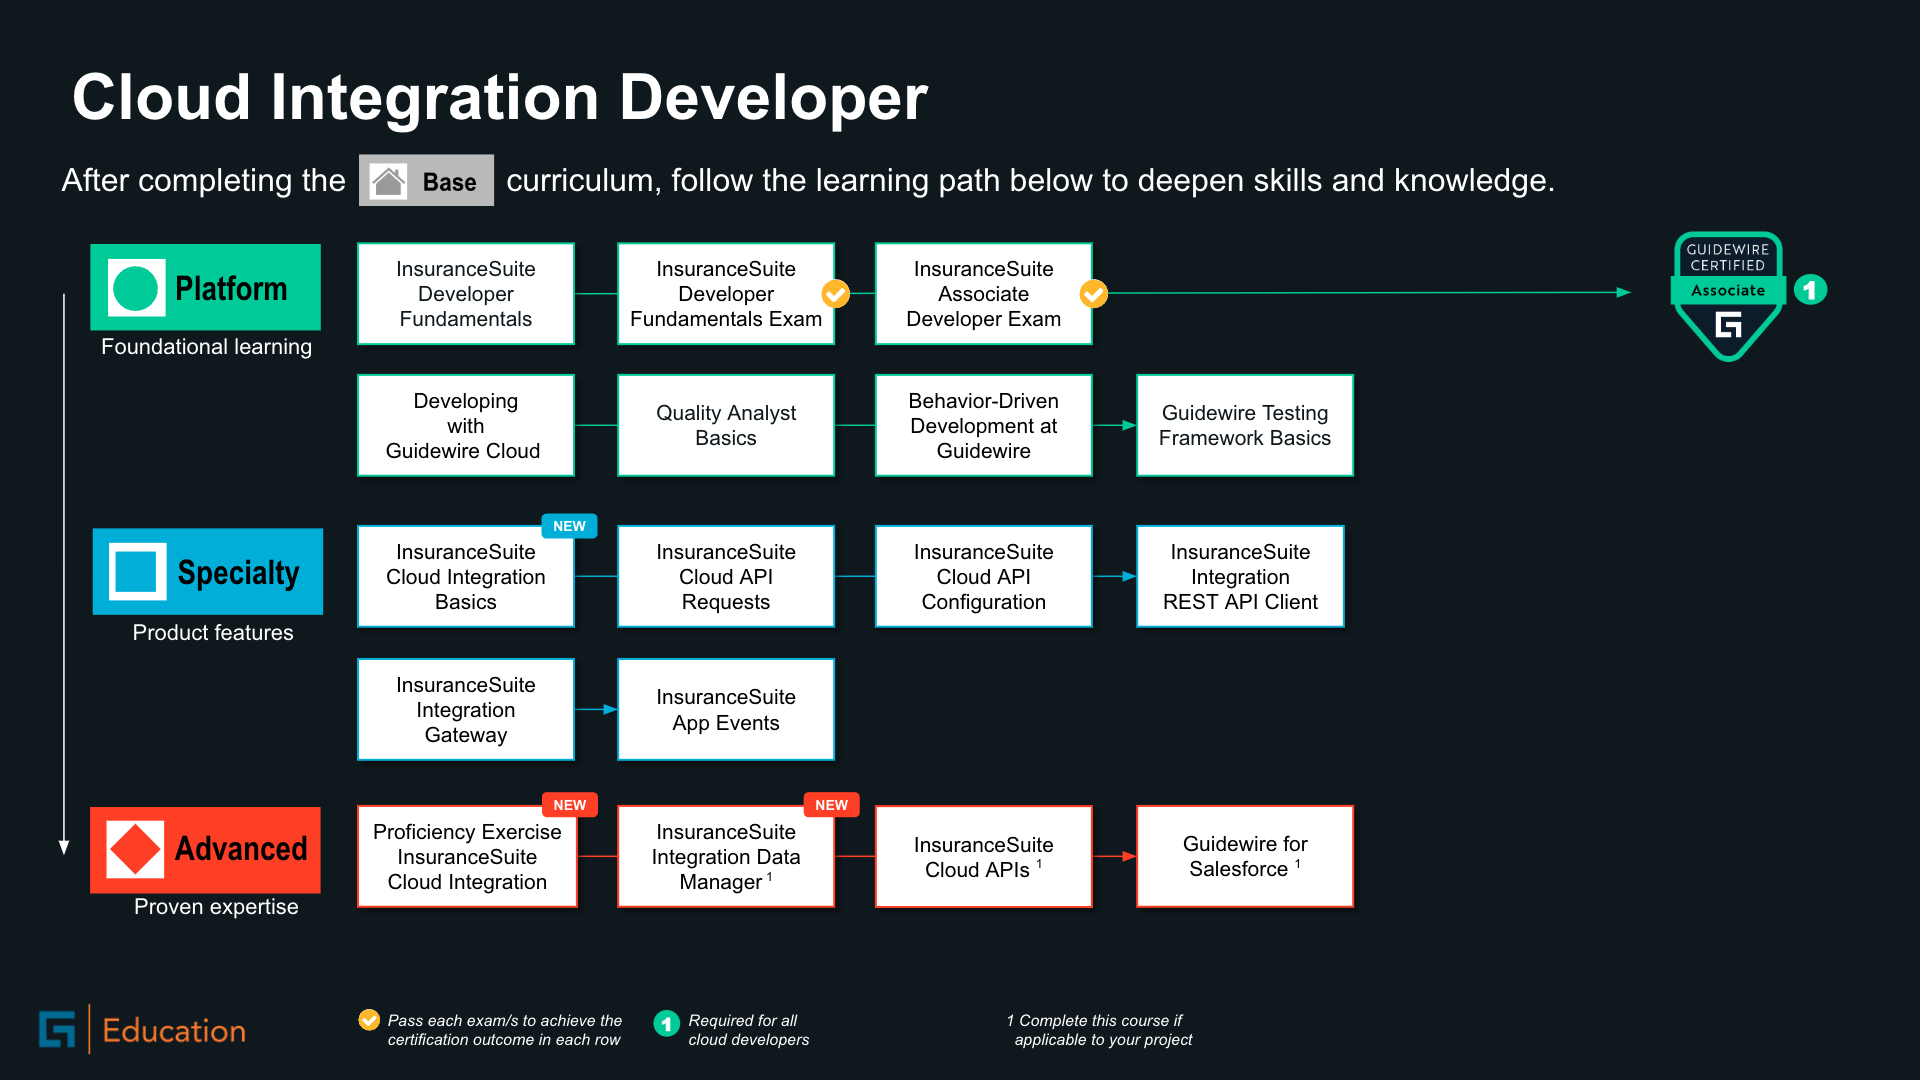 Cloud Integration Developer
After completing the Base curriculum, follow the learning path below to deepen skills and knowledge.
Platform
Foundational learning
InsuranceSuite
Developer
Fundamentals
InsuranceSuite
Developer
Fundamentals Exam
InsuranceSuite
Associate
Developer Exam
GUIDEWIRE
CERTIFIED
Associate
1
Developing
with
Guidewire Cloud
Quality Analyst
Basics
Behavior-Driven
Development at
Guidewire
Guidewire Testing
Framework Basics
Specialty
Product features
NEW
InsuranceSuite
Cloud Integration
Basics
InsuranceSuite
Cloud API
Requests
InsuranceSuite
Cloud API
Configuration
InsuranceSuite
Integration
REST API Client
InsuranceSuite
Integration
Gateway
InsuranceSuite
App Events
Advanced
Proven expertise
NEW
Proficiency Exercise
InsuranceSuite
Cloud Integration
NEW
InsuranceSuite
Integration Data
Manager 1
InsuranceSuite
Cloud APIs 1
Guidewire for
Salesforce 1
Education
Pass each exam/s to achieve the
certification outcome in each row
1
Required for all
cloud developers
1 Complete this course if
applicable to your project